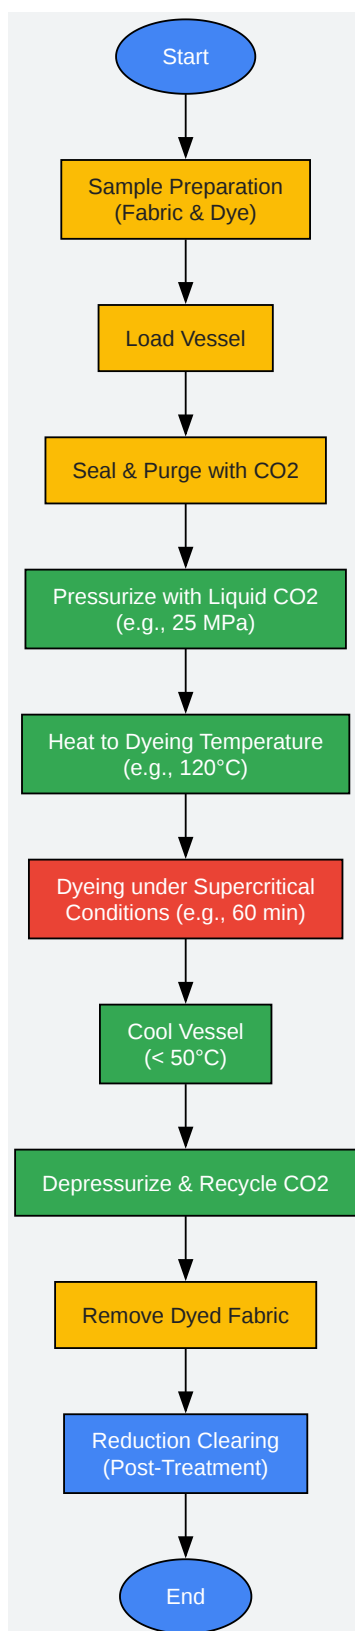 Start
Sample Preparation
(Fabric & Dye)
Load Vessel
Seal & Purge with CO2
Pressurize with Liquid CO2
(e.g., 25 MPa)
Heat to Dyeing Temperature
(e.g., 120°C)
Dyeing under Supercritical
Conditions (e.g., 60 min)
Cool Vessel
(< 50°C)
Depressurize & Recycle CO2
Remove Dyed Fabric
Reduction Clearing
(Post-Treatment)
End